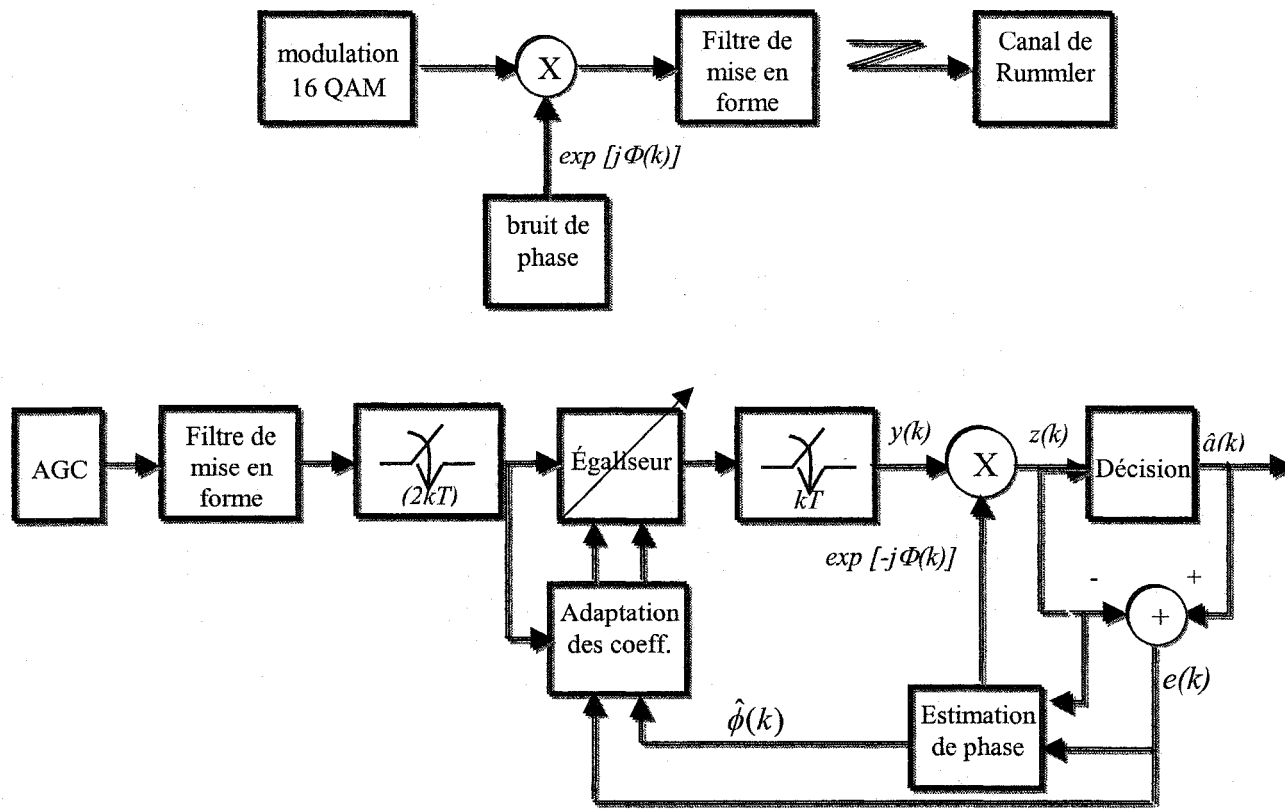 modulation
16 QAM
X
Filtre de
mise en
forme
Canal de
Rummler
exp [jΦ(k)]
bruit de
phase
AGC
Filtre de
mise en
forme
(2kT)
Égaliseur
kT
y(k)
X
z(k)
Décision
â(k)
exp [-jΦ(k)]
Adaptation
des coeff.
-
+
+
e(k)
ϕ̂(k)
Estimation
de phase